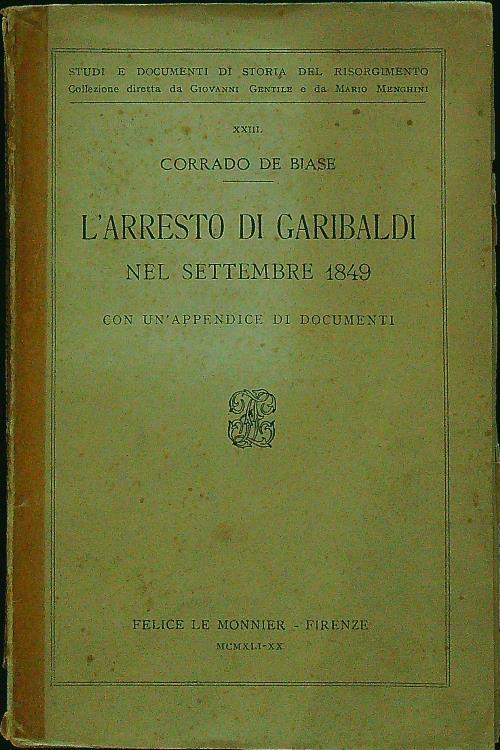 STUDI E DOCUMENTI DI STORIA DEL RISORGIMENTO
Collezione diretta da GIOVANNI GENTILE e da MARIO MENGHINI
XXIII.
CORRADO DE BIASE
L'ARRESTO DI GARIBALDI
NEL SETTEMBRE 1849
CON UN'APPENDICE DI DOCUMENTI
FELICE LE MONNIER - FIRENZE
MCMXLI-XX